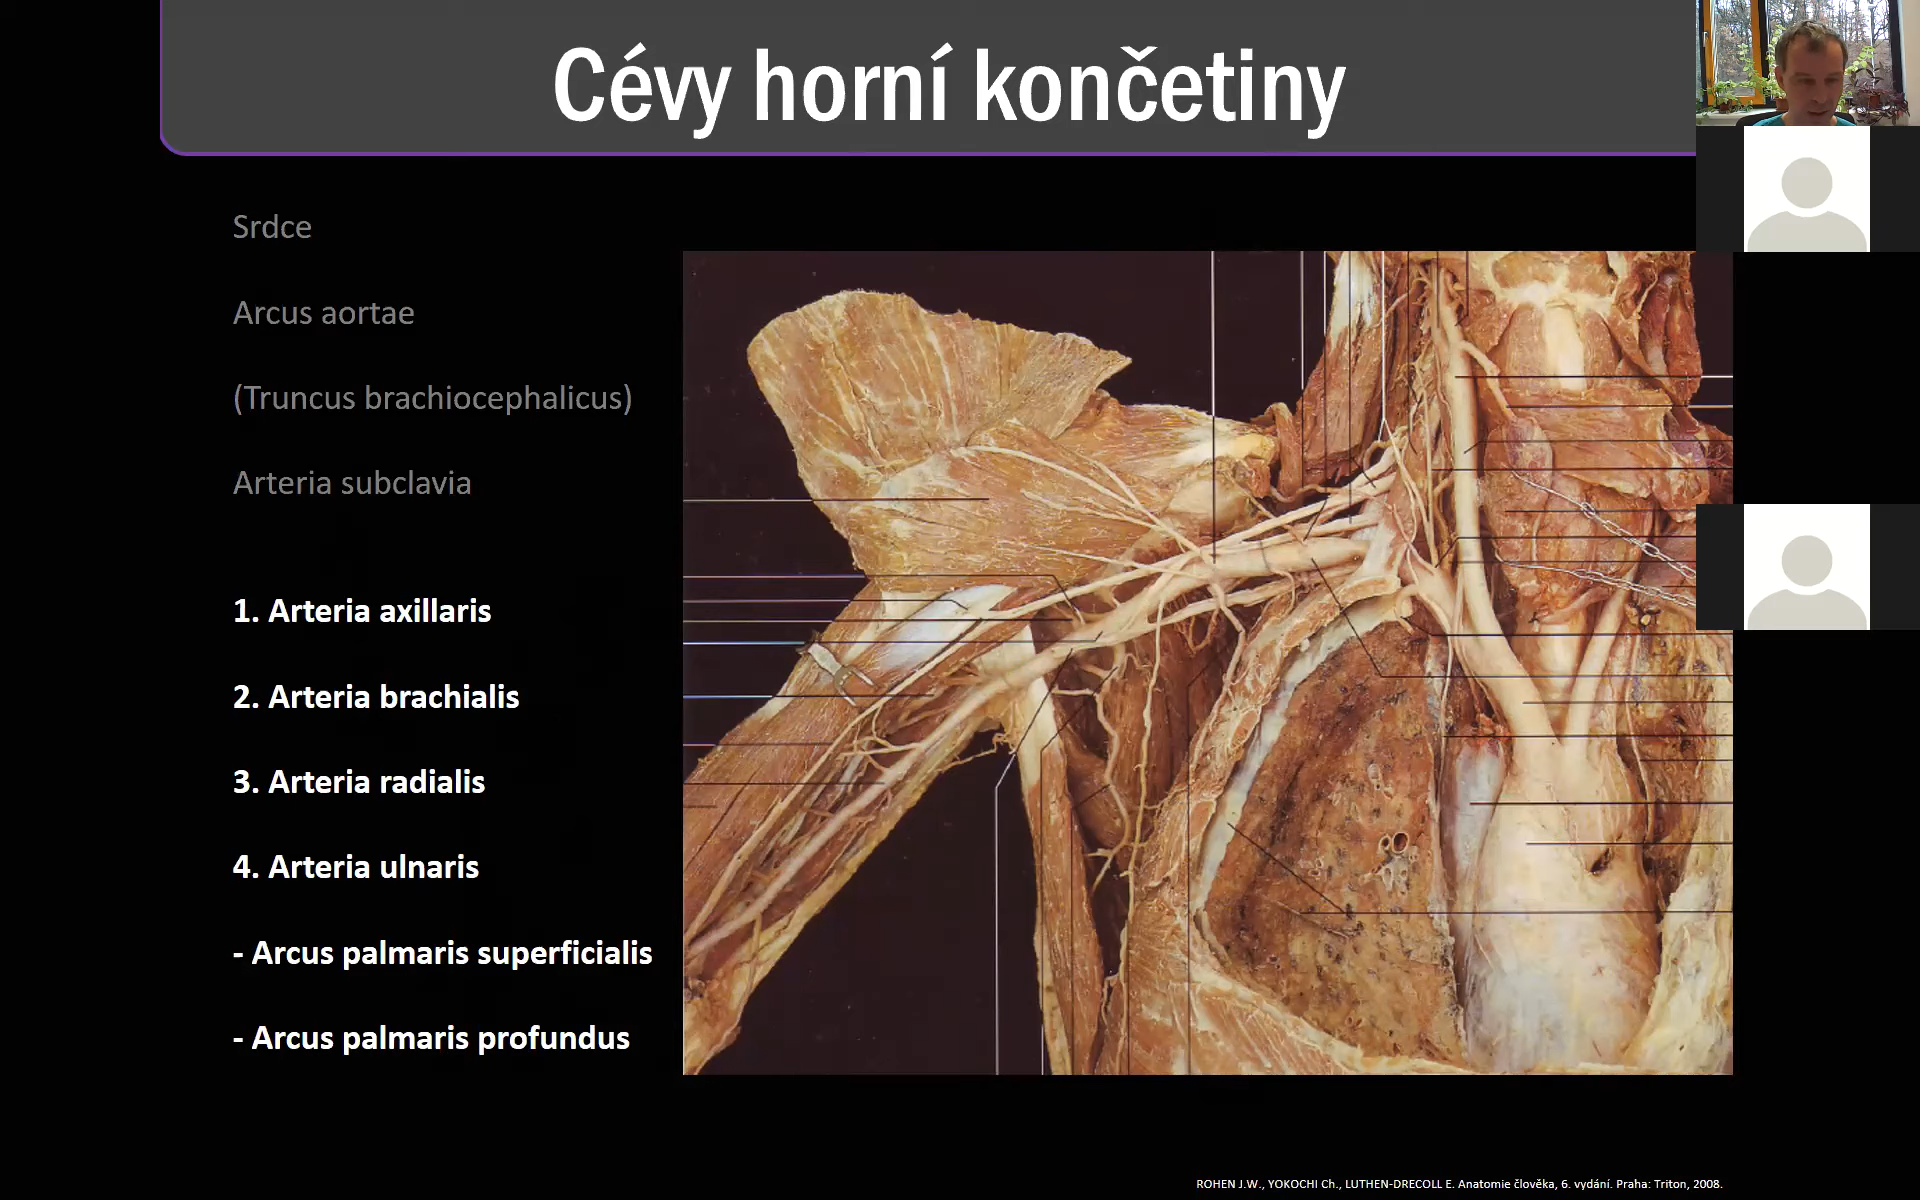 Cévy horní končetiny
Srdce
Arcus aortae
(Truncus brachiocephalicus)
Arteria subclavia
1. Arteria axillaris
2. Arteria brachialis
3. Arteria radialis
4. Arteria ulnaris
- Arcus palmaris superficialis
- Arcus palmaris profundus
ROHEN J.W., YOKOCHI Ch., LUTHEN-DRECOLL E. Anatomie člověka, 6. vydání. Praha: Triton, 2008.